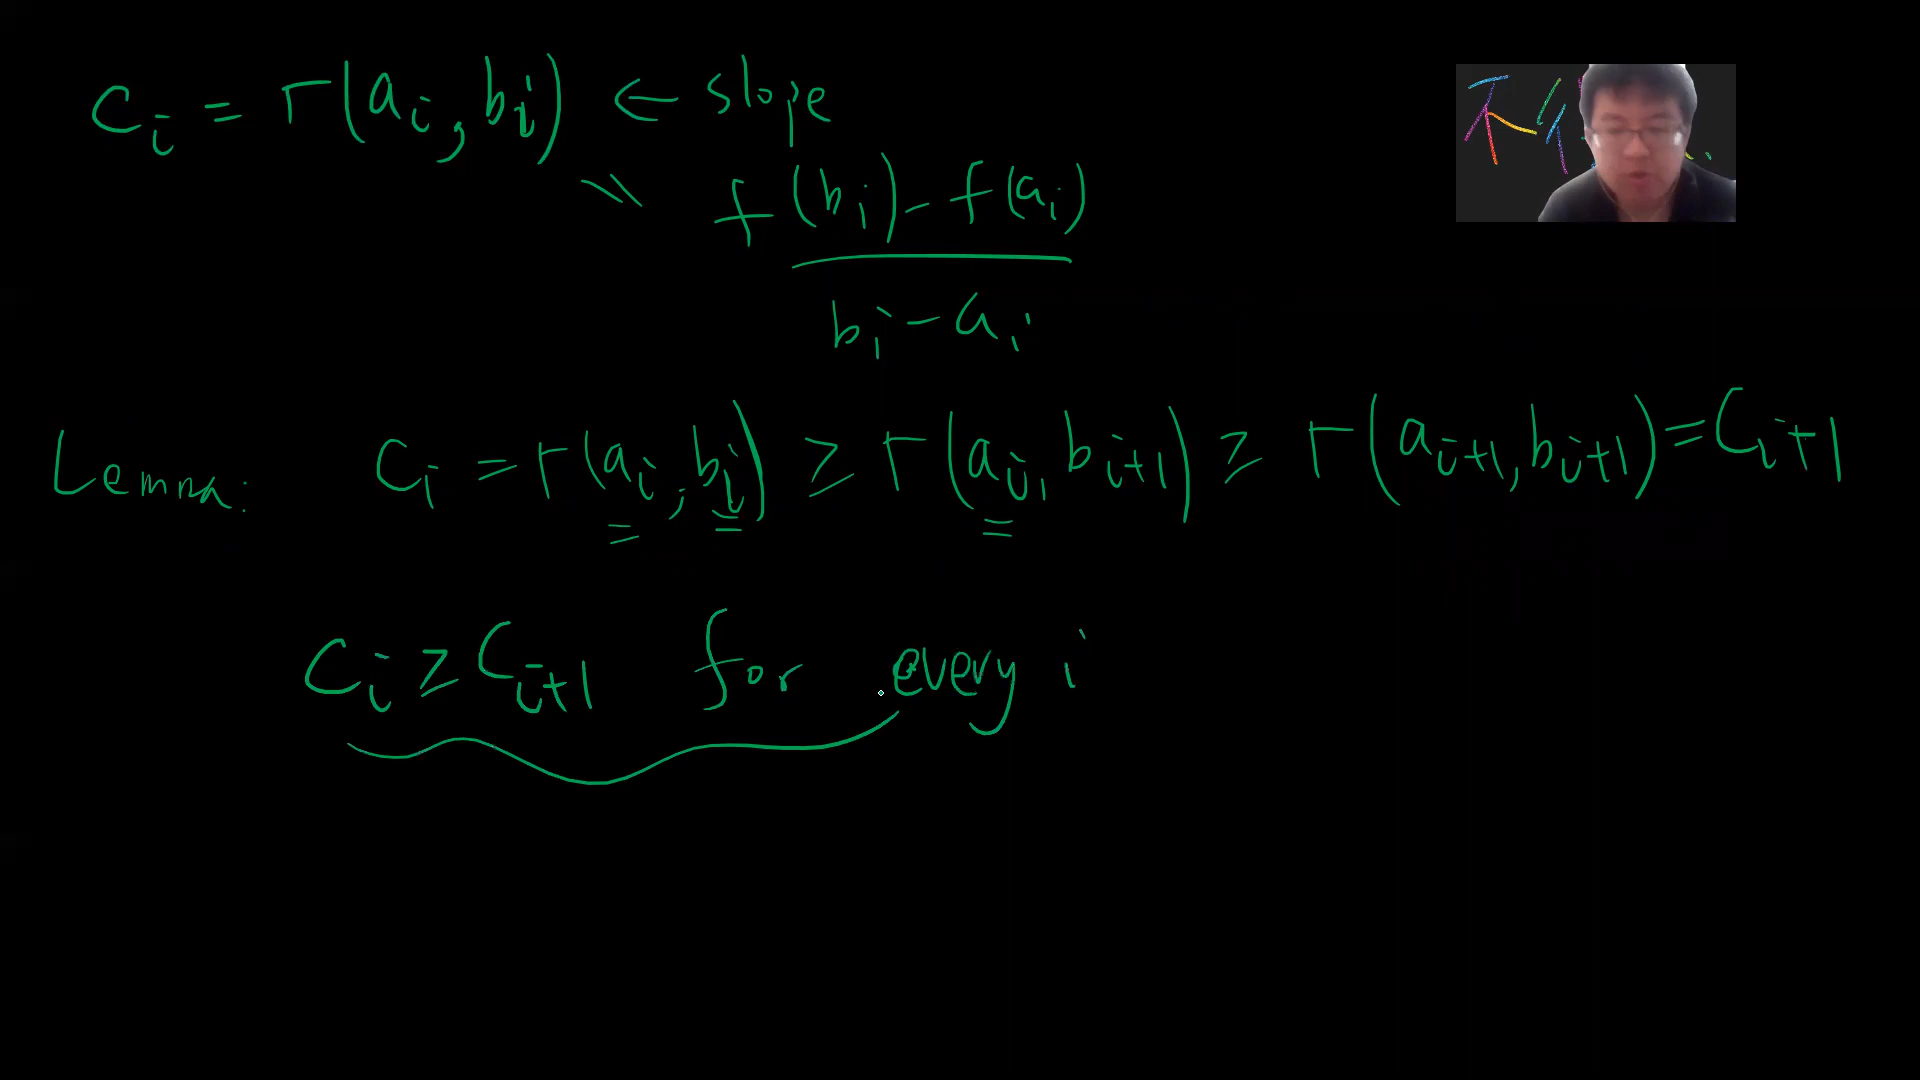 c_i = r(a_i, b_i) ← slope
\\ f(b_i) - f(a_i)
b_i - a_i
Lemma: c_i = r(a_i, b_i) ≥ r(a_i, b_{i+1}) ≥ r(a_{i+1}, b_{i+1}) = c_{i+1}
c_i ≥ c_{i+1} for every i
不